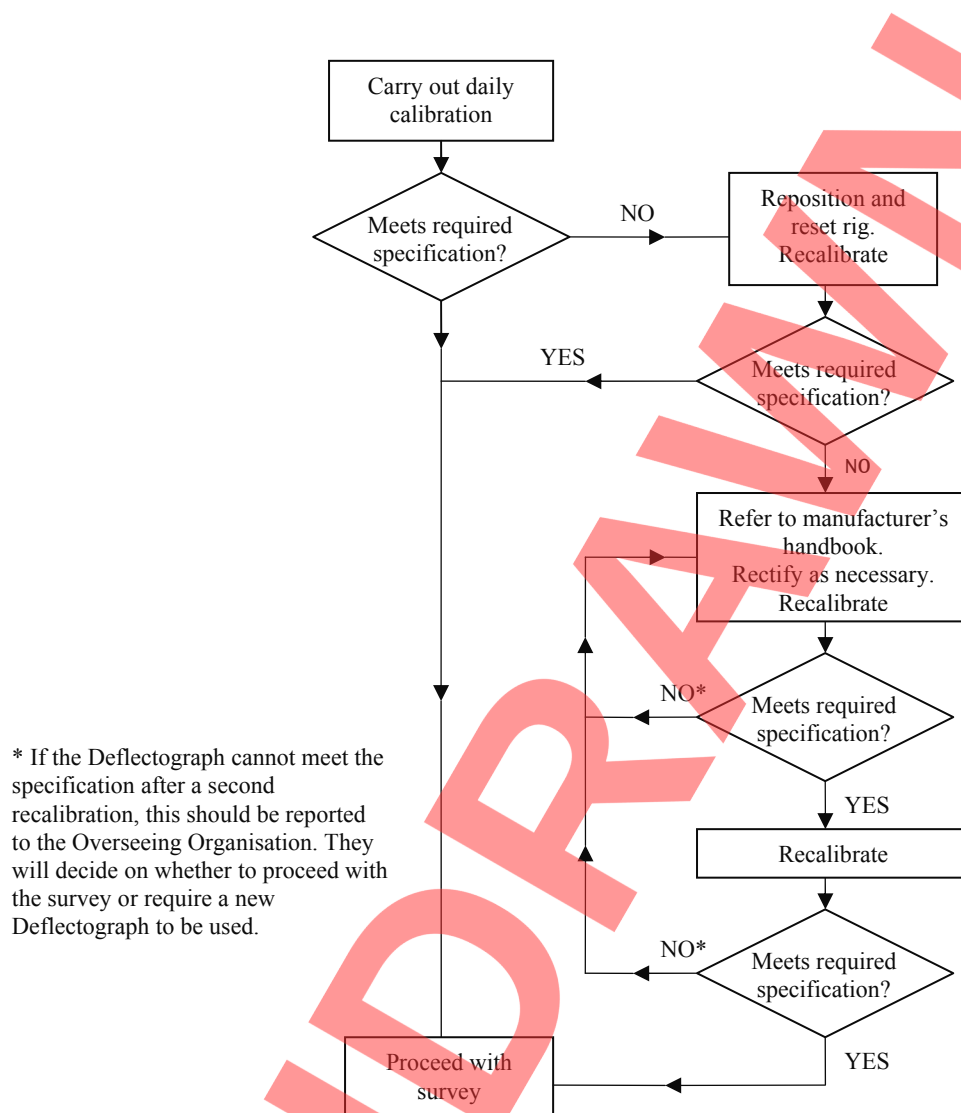 Carry out daily
calibration
Meets required
specification?
NO
Reposition and
reset rig.
Recalibrate
YES
Meets required
specification?
NO
Refer to manufacturer’s
handbook.
Rectify as necessary.
Recalibrate
NO*
Meets required
specification?
* If the Deflectograph cannot meet the
specification after a second
recalibration, this should be reported
to the Overseeing Organisation. They
will decide on whether to proceed with
the survey or require a new
Deflectograph to be used.
YES
Recalibrate
NO*
Meets required
specification?
YES
Proceed with
survey
NDRAWN